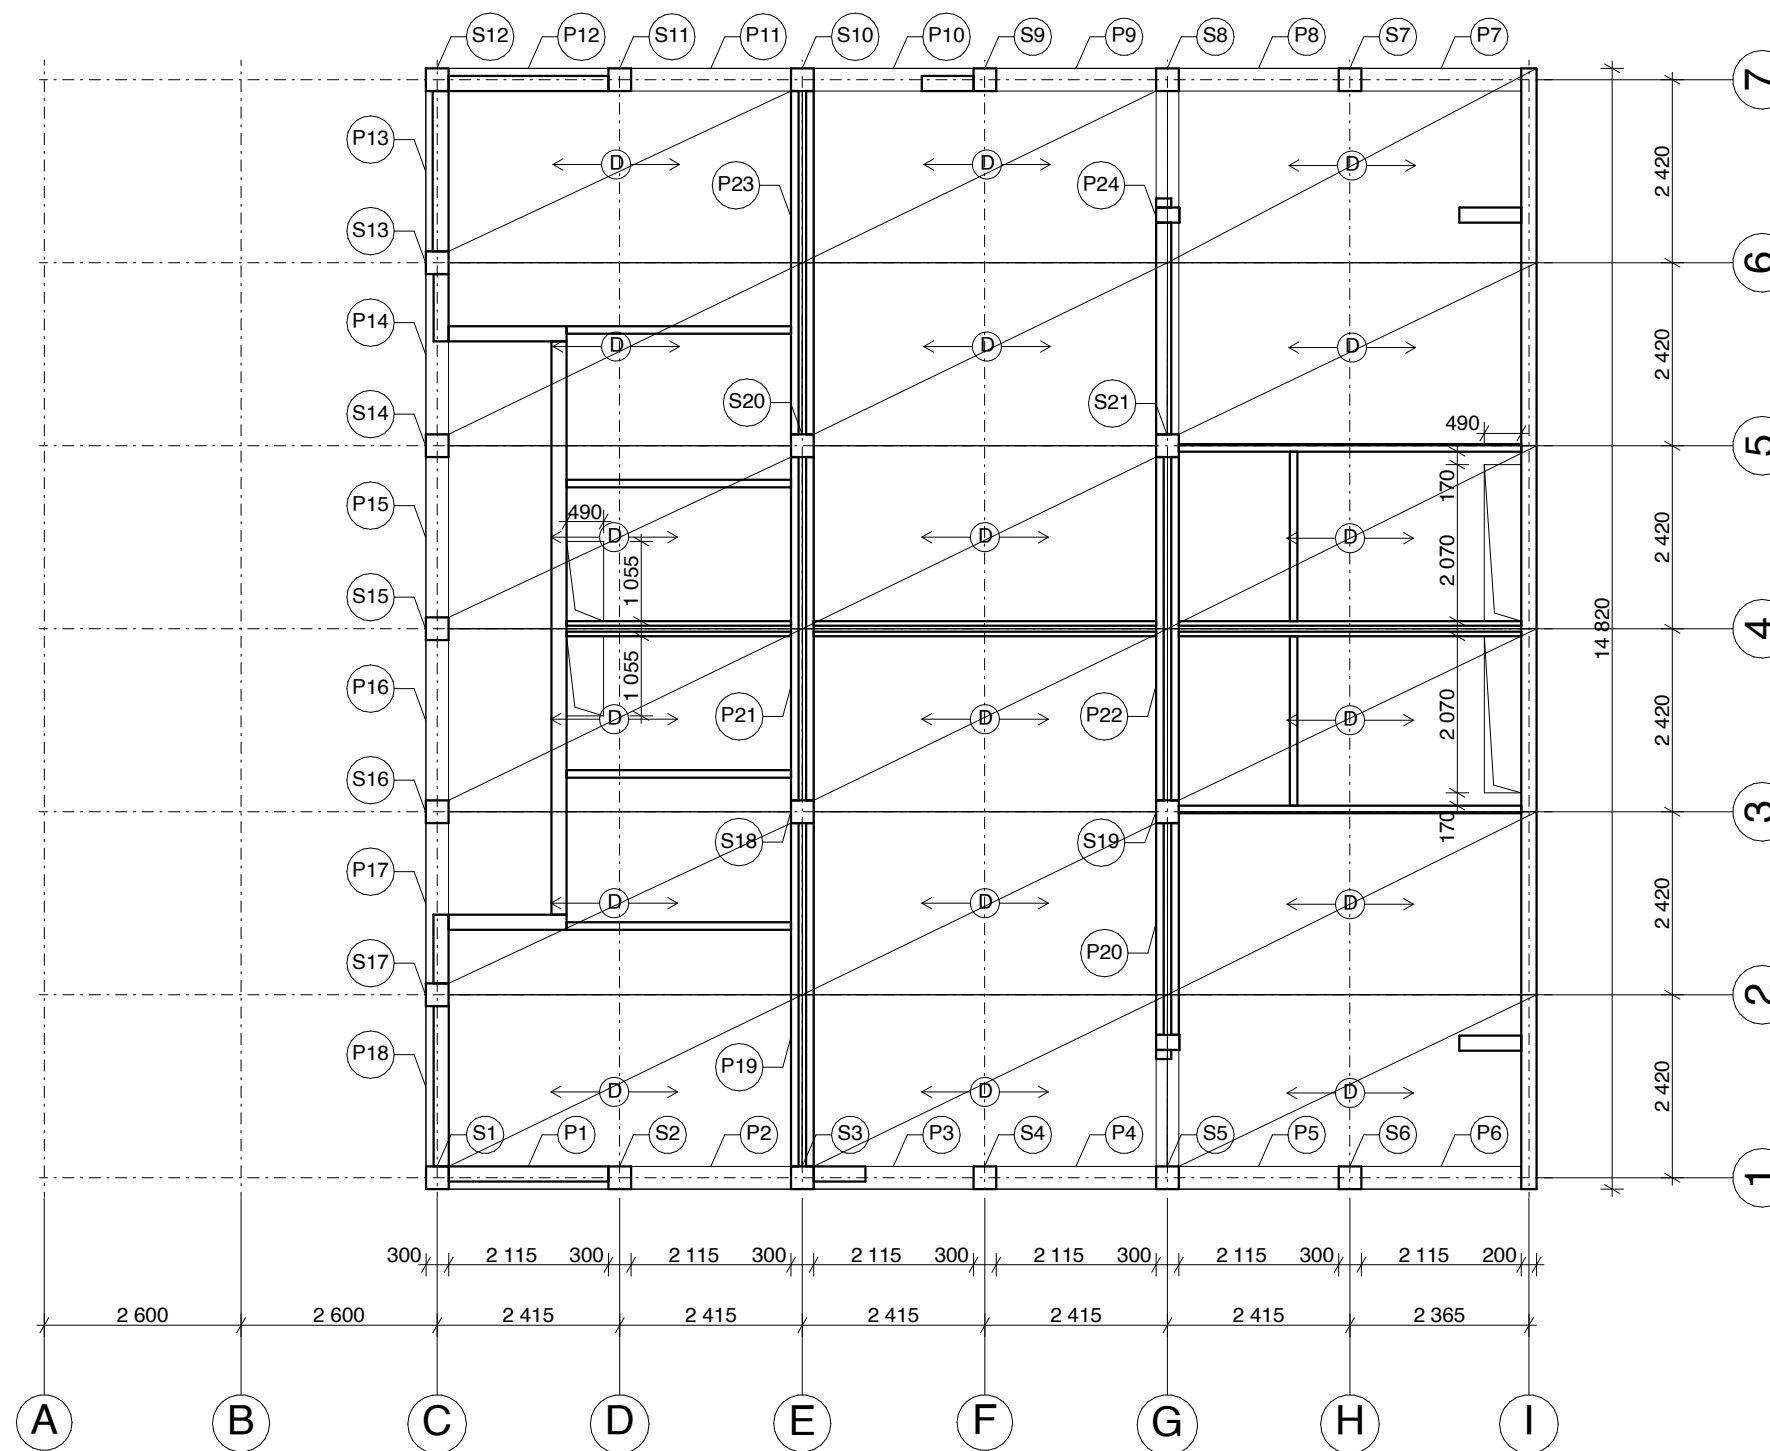 S12 P12 S11 P11 S10 P10 S9 P9 S8 P8 S7 P7
7
P13 D D D 2 420
P23 P24
S13
6
P14 D D D 2 420
S20 S21
S14 490
5
170
P15 490 D D D 2 420
1 055 2 070
S15 14 820
4
1 055
P16 D P21 D P22 D 2 070 2 420
S16
3
S18 S19 170
P17 D D D 2 420
P20
S17
2
P18 D P19 D D 2 420
S1 P1 S2 P2 S3 P3 S4 P4 S5 P5 S6 P6
1
300 2 115 300 2 115 300 2 115 300 2 115 300 2 115 300 2 115 200
2 600 2 600 2 415 2 415 2 415 2 415 2 415 2 365
A B C D E F G H I